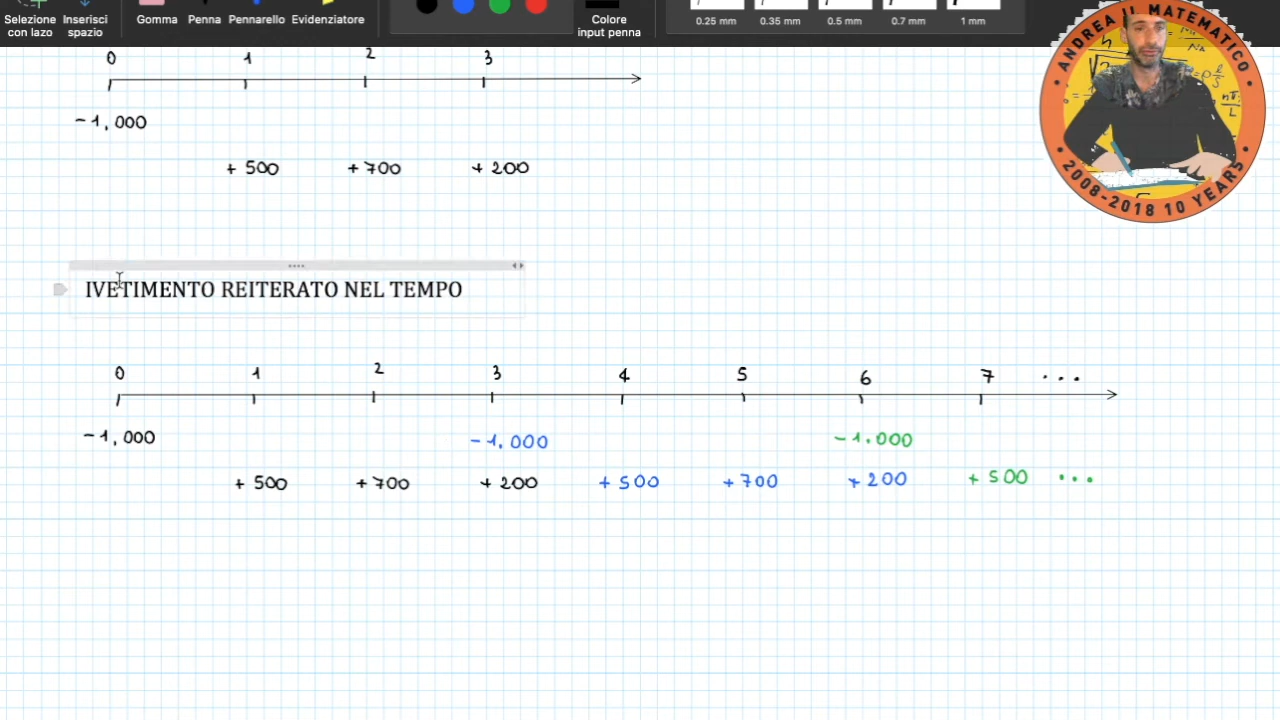 Selezione con lazo
Inserisci spazio
Gomma Penna Pennarello Evidenziatore
Colore input penna
0.25 mm 0.35 mm 0.5 mm 0.7 mm 1 mm
ANDREA IL MATEMATICO
2008-2018 10 YEARS
0 1 2 3
-1,000
+ 500 + 700 + 200
IVETIMENTO REITERATO NEL TEMPO
0 1 2 3 4 5 6 7 ...
-1,000 -1.000 -1.000
+ 500 + 700 + 200 + 500 + 700 + 200 + 500 ...